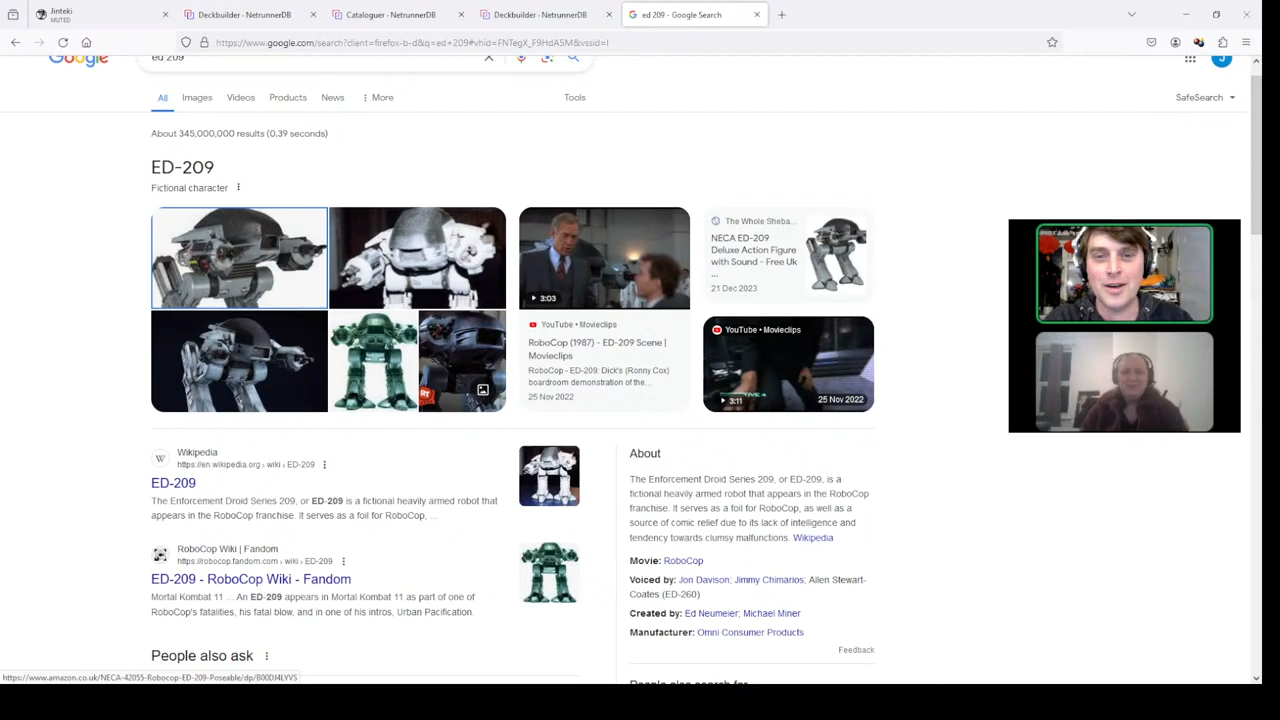 Jinteki
MUTED
Deckbuilder - NetrunnerDB
Cataloguer - NetrunnerDB
Deckbuilder - NetrunnerDB
ed 209 - Google Search
https://www.google.com/search?client=firefox-b-d&q=ed+209#vhid=FNTegX_F9HdA5M&vssid=l
Google
ed 209
J
All
Images
Videos
Products
News
More
Tools
SafeSearch
About 345,000,000 results (0.39 seconds)
ED-209
Fictional character
3:03
YouTube • Movieclips
RoboCop (1987) - ED-209 Scene |
Movieclips
RoboCop - ED-209: Dick's (Ronny Cox)
boardroom demonstration of the...
25 Nov 2022
The Whole Sheba...
NECA ED-209
Deluxe Action Figure
with Sound - Free Uk
...
21 Dec 2023
YouTube • Movieclips
3:11
25 Nov 2022
Wikipedia
https://en.wikipedia.org › wiki › ED-209
ED-209
The Enforcement Droid Series 209, or ED-209 is a fictional heavily armed robot that
appears in the RoboCop franchise. It serves as a foil for RoboCop, ...
RoboCop Wiki | Fandom
https://robocop.fandom.com › wiki › ED-209
ED-209 - RoboCop Wiki - Fandom
Mortal Kombat 11 ... An ED-209 appears in Mortal Kombat 11 as part of one of
RoboCop's fatalities, his fatal blow, and in one of his intros, Urban Pacification.
People also ask
About
The Enforcement Droid Series 209, or ED-209, is a
fictional heavily armed robot that appears in the RoboCop
franchise. It serves as a foil for RoboCop, as well as a
source of comic relief due to its lack of intelligence and
tendency towards clumsy malfunctions. Wikipedia
Movie: RoboCop
Voiced by: Jon Davison; Jimmy Chimarios; Allen Stewart-
Coates (ED-260)
Created by: Ed Neumeier; Michael Miner
Manufacturer: Omni Consumer Products
Feedback
People also search for
https://www.amazon.co.uk/NECA-42055-Robocop-ED-209-Poseable/dp/B00DJ4LYVS